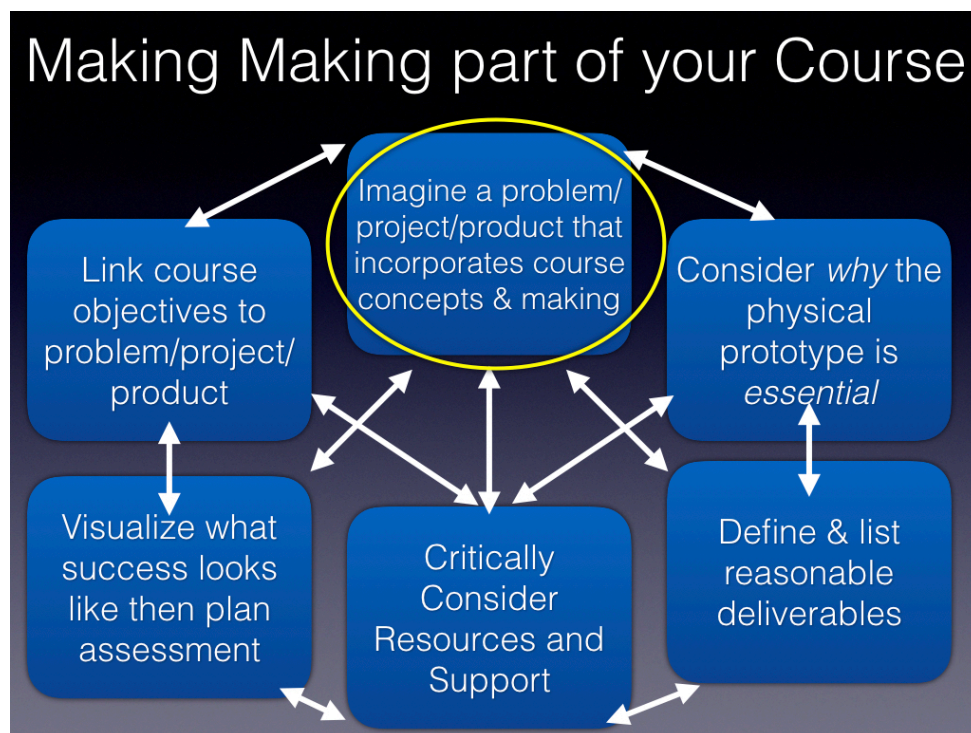 Making Making part of your Course
Imagine a problem/
project/product that
incorporates course
concepts & making
Link course
objectives to
problem/project/
product
Consider why the
physical
prototype is
essential
Visualize what
success looks
like then plan
assessment
Critically
Consider
Resources and
Support
Define & list
reasonable
deliverables